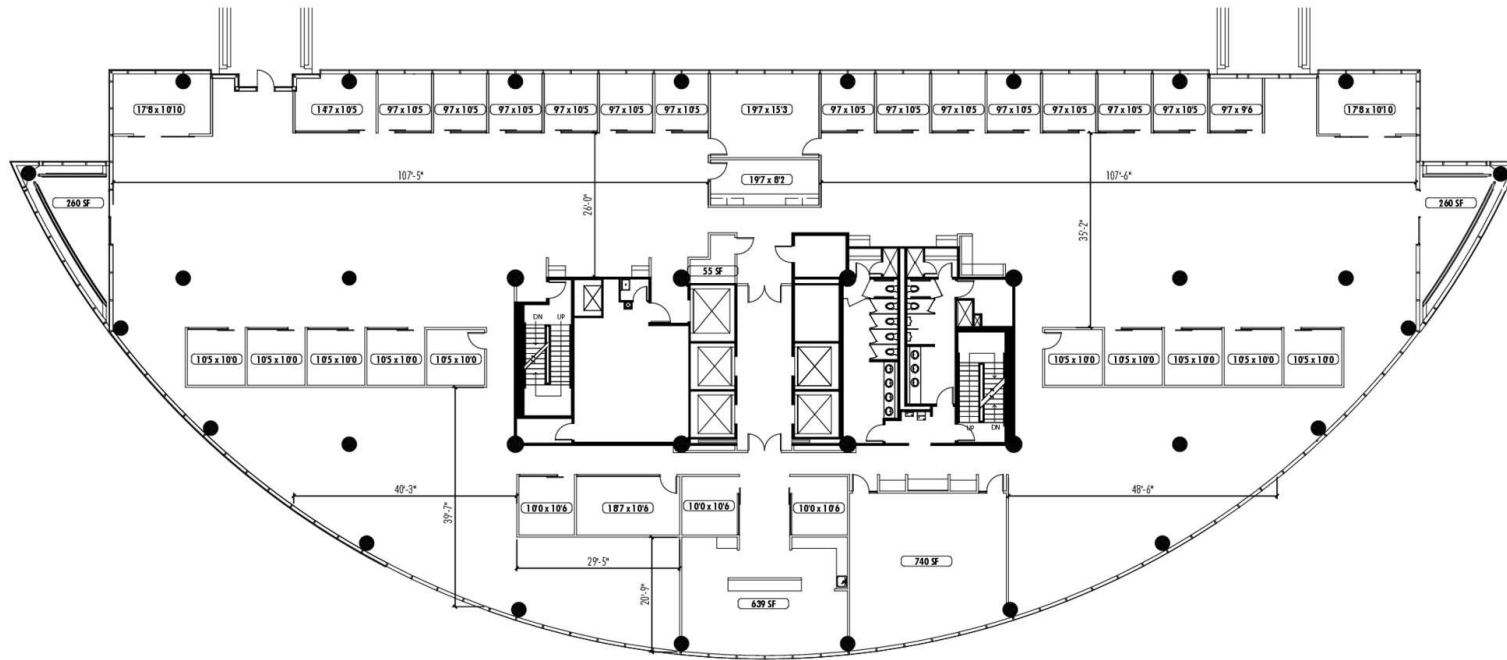 17'8 x 10'10
14'7 x 10'5
9'7 x 10'5
9'7 x 10'5
9'7 x 10'5
9'7 x 10'5
9'7 x 10'5
9'7 x 10'5
19'7 x 15'3
9'7 x 10'5
9'7 x 10'5
9'7 x 10'5
9'7 x 10'5
9'7 x 10'5
9'7 x 10'5
9'7 x 10'5
9'7 x 9'6
17'8 x 10'10
107'-5"
19'7 x 8'2
107'-6"
260 SF
26'-0"
35'-2"
260 SF
55 SF
DN UP
10'5 x 10'0
10'5 x 10'0
10'5 x 10'0
10'5 x 10'0
10'5 x 10'0
10'5 x 10'0
10'5 x 10'0
10'5 x 10'0
10'5 x 10'0
10'5 x 10'0
UP DN
40'-3"
48'-6"
39'-7"
10'0 x 10'6
18'7 x 10'6
10'0 x 10'6
10'0 x 10'6
29'-5"
740 SF
20'-9"
639 SF